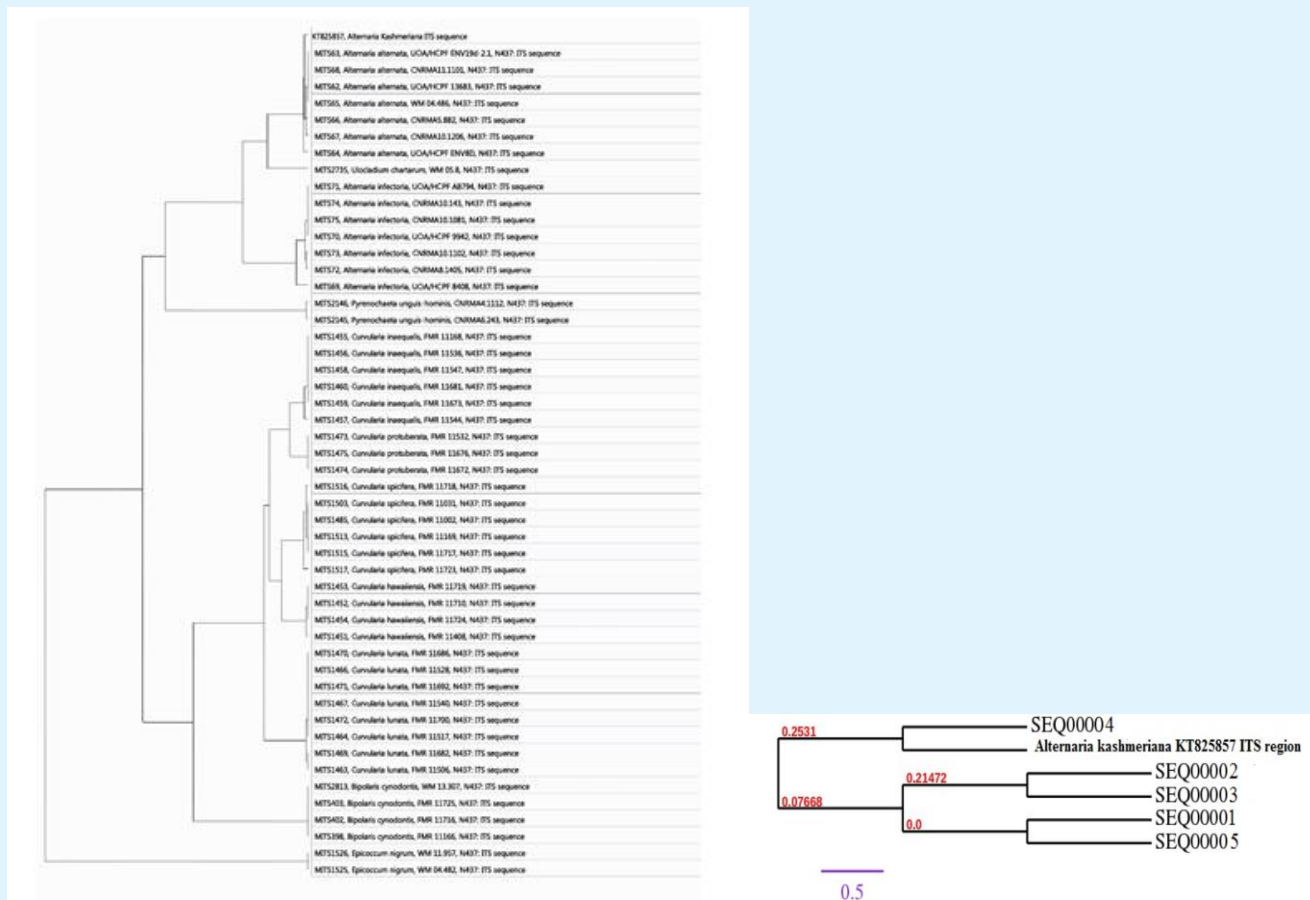 KT825857, Alternaria Kashmeriana ITS sequence
MITS63, Alternaria alternata, UOA/HCPF ENV19d 2.1, N437: ITS sequence
MITS68, Alternaria alternata, CNRMA11.1101, N437: ITS sequence
MITS62, Alternaria alternata, UOA/HCPF 13683, N437: ITS sequence
MITS65, Alternaria alternata, WM 04.486, N437: ITS sequence
MITS66, Alternaria alternata, CNRMA5.882, N437: ITS sequence
MITS67, Alternaria alternata, CNRMA10.1206, N437: ITS sequence
MITS64, Alternaria alternata, UOA/HCPF ENV8D, N437: ITS sequence
MITS2735, Ulocladium chartarum, WM 05.8, N437: ITS sequence
MITS71, Alternaria infectoria, UOA/HCPF AB794, N437: ITS sequence
MITS74, Alternaria infectoria, CNRMA10.143, N437: ITS sequence
MITS75, Alternaria infectoria, CNRMA10.1081, N437: ITS sequence
MITS70, Alternaria infectoria, UOA/HCPF 9942, N437: ITS sequence
MITS73, Alternaria infectoria, CNRMA10.1102, N437: ITS sequence
MITS72, Alternaria infectoria, CNRMA8.1405, N437: ITS sequence
MITS69, Alternaria infectoria, UOA/HCPF 8408, N437: ITS sequence
MITS2146, Pyrenochaeta unguis hominis, CNRMA4.1112, N437: ITS sequence
MITS2145, Pyrenochaeta unguis hominis, CNRMA6.243, N437: ITS sequence
MITS1455, Curvularia inaequalis, FMR 11168, N437: ITS sequence
MITS1456, Curvularia inaequalis, FMR 11536, N437: ITS sequence
MITS1458, Curvularia inaequalis, FMR 11547, N437: ITS sequence
MITS1460, Curvularia inaequalis, FMR 11681, N437: ITS sequence
MITS1459, Curvularia inaequalis, FMR 11673, N437: ITS sequence
MITS1457, Curvularia inaequalis, FMR 11544, N437: ITS sequence
MITS1473, Curvularia protuberata, FMR 11532, N437: ITS sequence
MITS1475, Curvularia protuberata, FMR 11676, N437: ITS sequence
MITS1474, Curvularia protuberata, FMR 11672, N437: ITS sequence
MITS1516, Curvularia spicifera, FMR 11718, N437: ITS sequence
MITS1503, Curvularia spicifera, FMR 11031, N437: ITS sequence
MITS1485, Curvularia spicifera, FMR 11002, N437: ITS sequence
MITS1513, Curvularia spicifera, FMR 11169, N437: ITS sequence
MITS1515, Curvularia spicifera, FMR 11717, N437: ITS sequence
MITS1517, Curvularia spicifera, FMR 11723, N437: ITS sequence
MITS1453, Curvularia hawaiiensis, FMR 11719, N437: ITS sequence
MITS1452, Curvularia hawaiiensis, FMR 11710, N437: ITS sequence
MITS1454, Curvularia hawaiiensis, FMR 11724, N437: ITS sequence
MITS1451, Curvularia hawaiiensis, FMR 11408, N437: ITS sequence
MITS1470, Curvularia lunata, FMR 11686, N437: ITS sequence
MITS1466, Curvularia lunata, FMR 11528, N437: ITS sequence
MITS1471, Curvularia lunata, FMR 11692, N437: ITS sequence
MITS1467, Curvularia lunata, FMR 11540, N437: ITS sequence
MITS1472, Curvularia lunata, FMR 11700, N437: ITS sequence
MITS1464, Curvularia lunata, FMR 11517, N437: ITS sequence
MITS1469, Curvularia lunata, FMR 11682, N437: ITS sequence
MITS1463, Curvularia lunata, FMR 11506, N437: ITS sequence
MITS2813, Bipolaris cynodontis, WM 13.307, N437: ITS sequence
MITS403, Bipolaris cynodontis, FMR 11725, N437: ITS sequence
MITS402, Bipolaris cynodontis, FMR 11716, N437: ITS sequence
MITS398, Bipolaris cynodontis, FMR 11166, N437: ITS sequence
MITS1526, Epicoccum nigrum, WM 11.957, N437: ITS sequence
MITS1525, Epicoccum nigrum, WM 04.482, N437: ITS sequence
SEQ00004
0.2531
Alternaria kashmeriana KT825857 ITS region
SEQ00002
0.21472
SEQ00003
0.07668
SEQ00001
0.0
SEQ00005
0.5